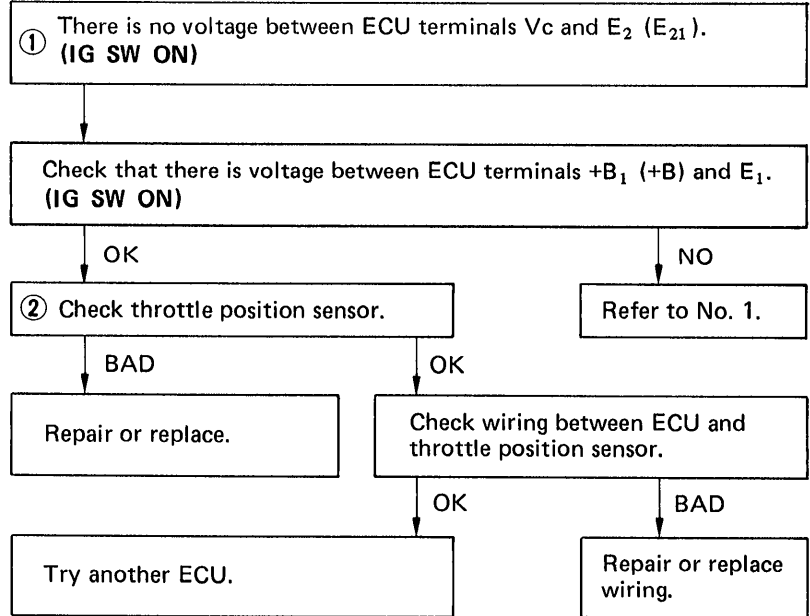 ① There is no voltage between ECU terminals Vc and E₂ (E₂₁).
(IG SW ON)
Check that there is voltage between ECU terminals +B₁ (+B) and E₁.
(IG SW ON)
OK
NO
② Check throttle position sensor.
Refer to No. 1.
BAD
OK
Repair or replace.
Check wiring between ECU and
throttle position sensor.
OK
BAD
Try another ECU.
Repair or replace
wiring.